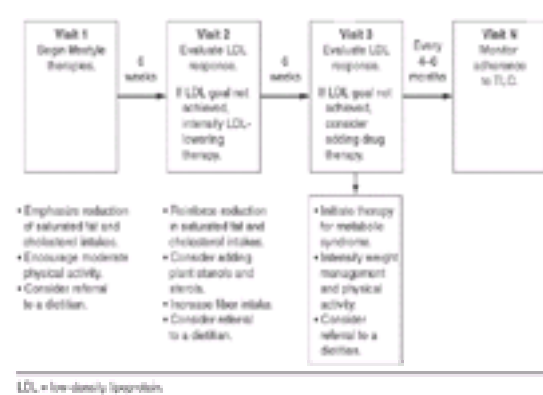 Visit 1
Begin lifestyle
therapies.
6
weeks
Visit 2
Evaluate LDL
response.
If LDL goal not
achieved,
intensify LDL-
lowering
therapy.
6
weeks
Visit 3
Evaluate LDL
response.
If LDL goal not
achieved,
consider
adding drug
therapy.
Every
4-6
months
Visit N
Monitor
adherence
to TLC.
• Emphasize reduction
of saturated fat and
cholesterol intakes.
• Encourage moderate
physical activity.
• Consider referral
to a dietitian.
• Reinforce reduction
in saturated fat and
cholesterol intakes.
• Consider adding
plant stanols and
sterols.
• Increase fiber intake.
• Consider referral
to a dietitian.
• Initiate therapy
for metabolic
syndrome.
• Intensify weight
management
and physical
activity.
• Consider
referral to a
dietitian.
LDL = low-density lipoprotein.